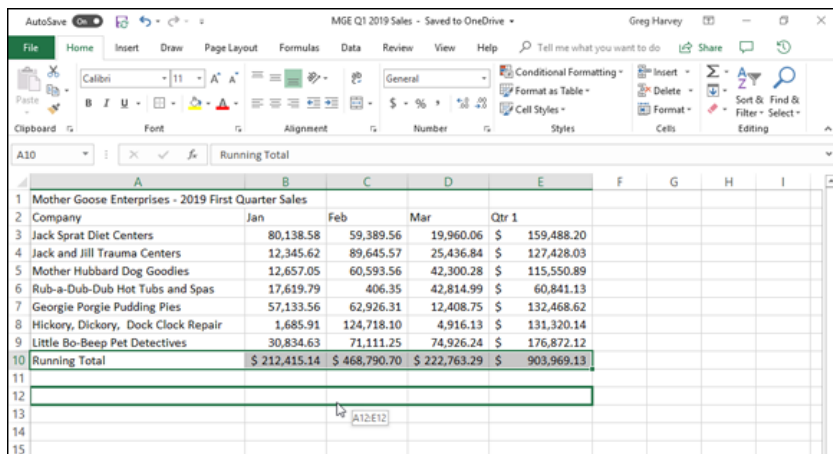 AutoSave On MGE Q1 2019 Sales - Saved to OneDrive Greg Harvey
File Home Insert Draw Page Layout Formulas Data Review View Help Tell me what you want to do Share
Calibri 11 A A General Conditional Formatting Insert
Paste B I U A $ % Format as Table Delete Sort & Find &
Cell Styles Format Filter Select
Clipboard Font Alignment Number Styles Cells Editing
A10 fx Running Total
A B C D E F G H I
1 Mother Goose Enterprises - 2019 First Quarter Sales
2 Company Jan Feb Mar Qtr 1
3 Jack Sprat Diet Centers 80,138.58 59,389.56 19,960.06 $ 159,488.20
4 Jack and Jill Trauma Centers 12,345.62 89,645.57 25,436.84 $ 127,428.03
5 Mother Hubbard Dog Goodies 12,657.05 60,593.56 42,300.28 $ 115,550.89
6 Rub-a-Dub-Dub Hot Tubs and Spas 17,619.79 406.35 42,814.99 $ 60,841.13
7 Georgie Porgie Pudding Pies 57,133.56 62,926.31 12,408.75 $ 132,468.62
8 Hickory, Dickory, Dock Clock Repair 1,685.91 124,718.10 4,916.13 $ 131,320.14
9 Little Bo-Beep Pet Detectives 30,834.63 71,111.25 74,926.24 $ 176,872.12
10 Running Total $ 212,415.14 $ 468,790.70 $ 222,763.29 $ 903,969.13
11
12
13 A12:E12
14
15